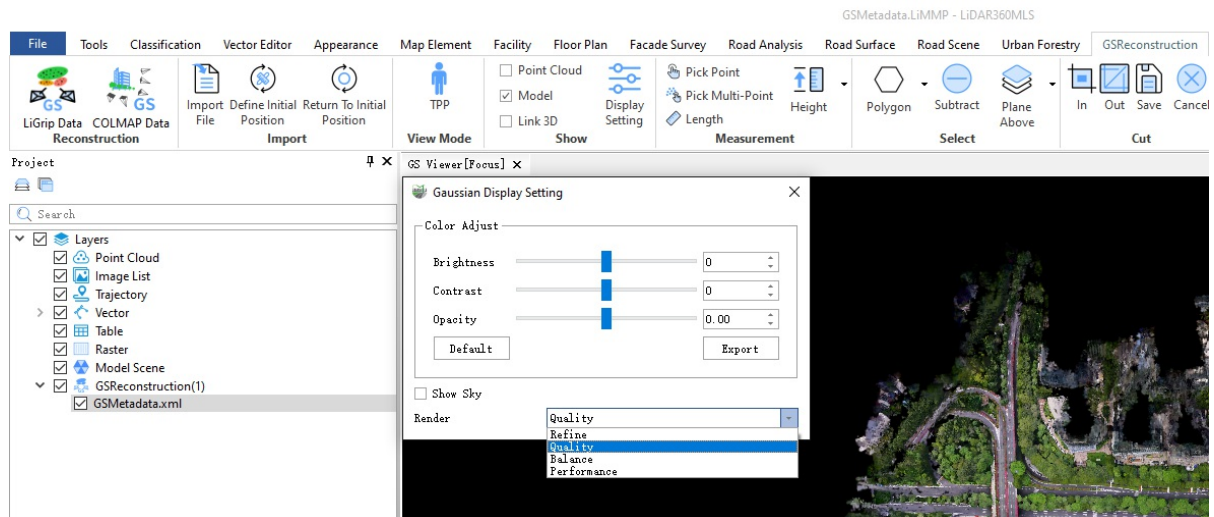 GSMetadata.LiMMP - LiDAR360MLS
File Tools Classification Vector Editor Appearance Map Element Facility Floor Plan Facade Survey Road Analysis Road Surface Road Scene Urban Forestry GSReconstruction
GS
LiGrip Data
GS
COLMAP Data
Reconstruction
Import File
Define Initial Position
Return To Initial Position
Import
TPP
View Mode
Point Cloud
Model
Link 3D
Display Setting
Show
Pick Point
Pick Multi-Point
Length
Height
Measurement
Polygon
Subtract
Plane Above
Select
In
Out
Save
Cancel
Cut
Project
Search
Layers
Point Cloud
Image List
Trajectory
Vector
Table
Raster
Model Scene
GSReconstruction(1)
GSMetadata.xml
GS Viewer[Focus]
Gaussian Display Setting
Color Adjust
Brightness 0
Contrast 0
Opacity 0.00
Default Export
Show Sky
Render Quality
Refine
Quality
Balance
Performance